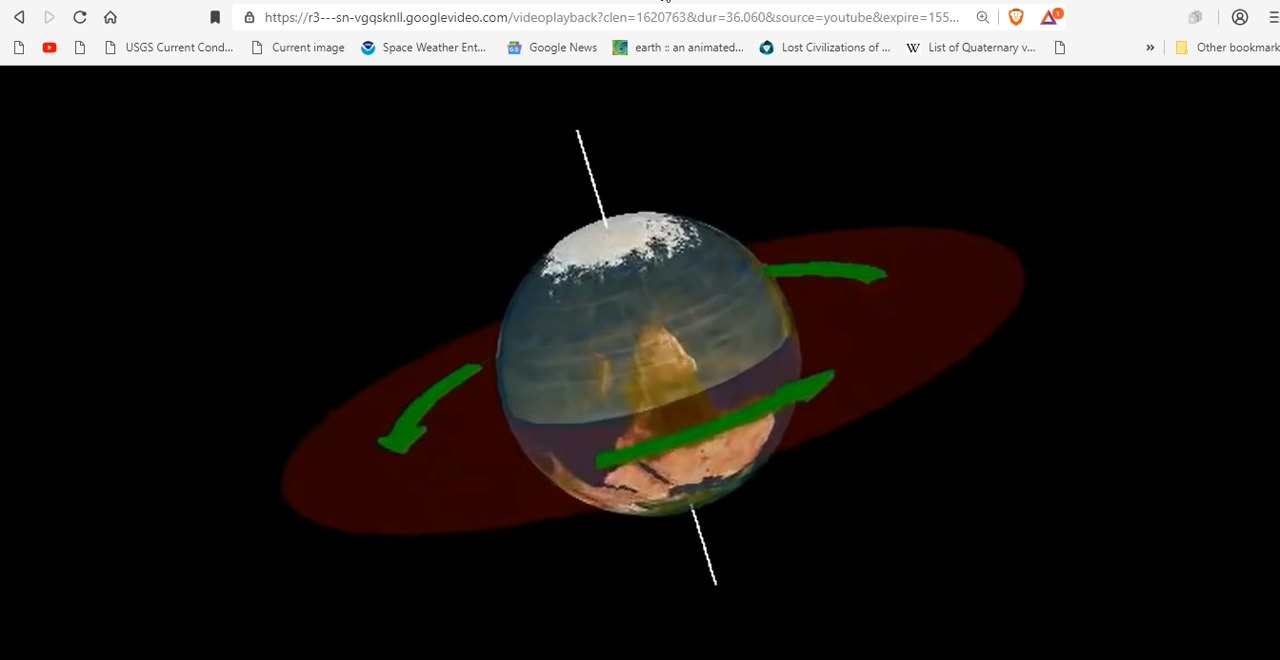 https://r3---sn-vgqsknll.googlevideo.com/videoplayback?clen=1620763&dur=36.060&source=youtube&expire=155...
1
USGS Current Cond...
Current image
Space Weather Ent...
Google News
earth :: an animated...
Lost Civilizations of ...
W
List of Quaternary v...
»
Other bookmark